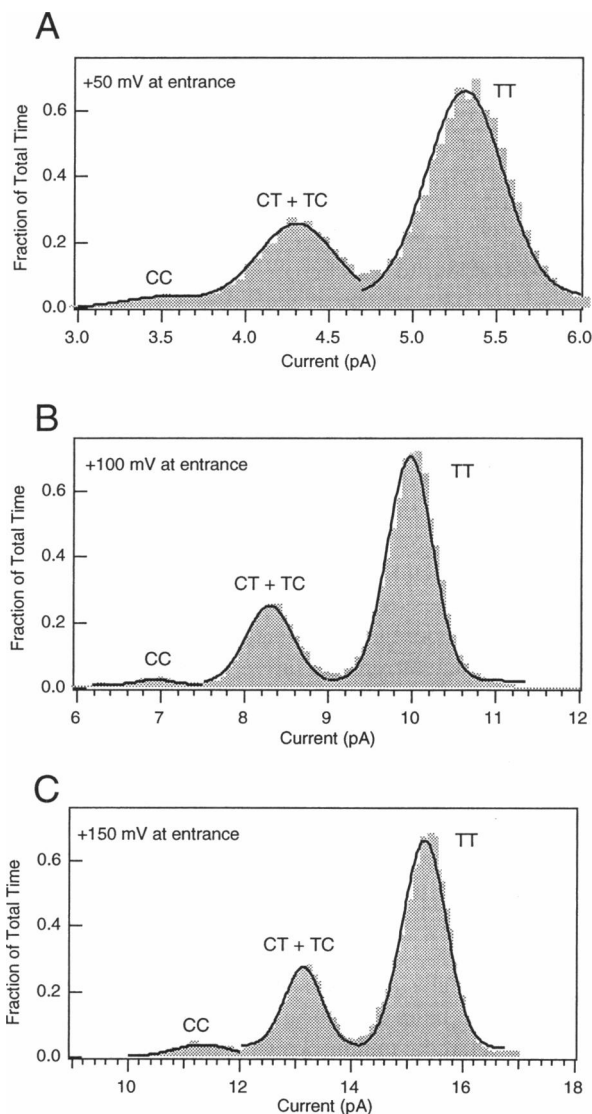 A
+50 mV at entrance
TT
CT + TC
CC
Fraction of Total Time
0.6
0.4
0.2
0.0
3.0 3.5 4.0 4.5 5.0 5.5 6.0
Current (pA)
B
+100 mV at entrance
TT
CT + TC
CC
Fraction of Total Time
0.6
0.4
0.2
0.0
6 7 8 9 10 11 12
Current (pA)
C
+150 mV at entrance
TT
CT + TC
CC
Fraction of Total Time
0.6
0.4
0.2
0.0
10 12 14 16 18
Current (pA)